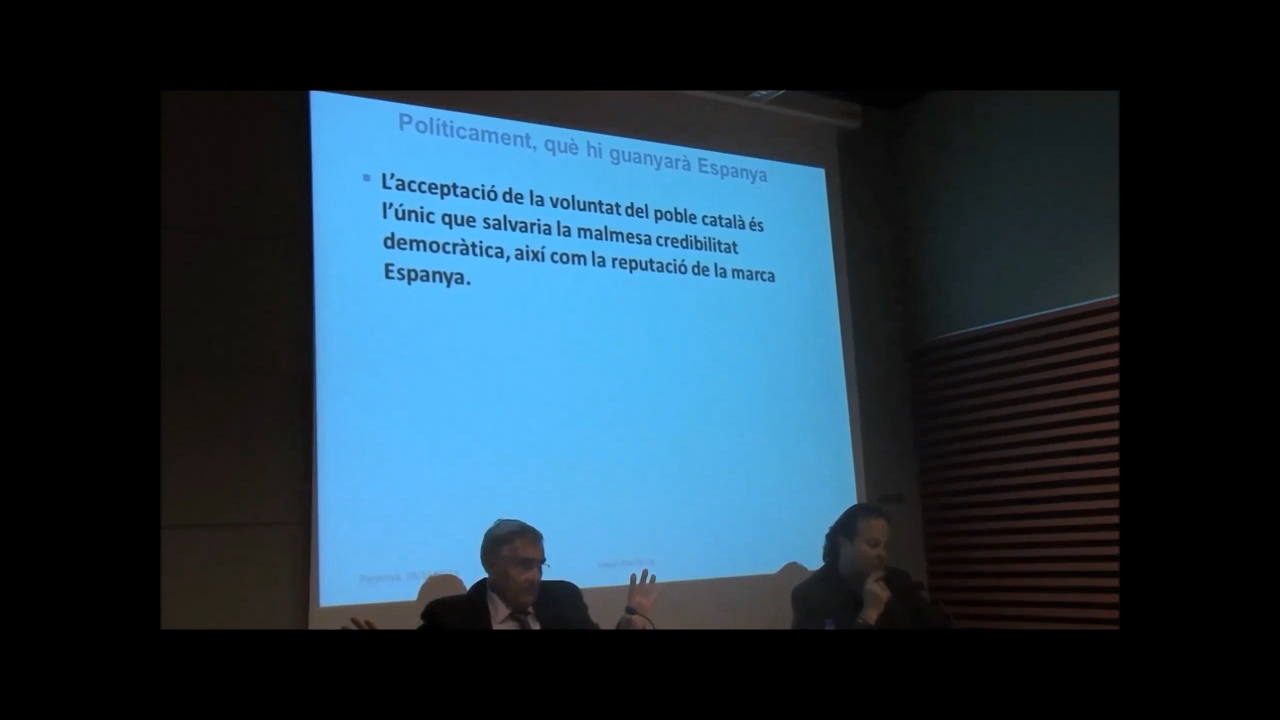 Políticament, què hi guanyarà Espanya
L'acceptació de la voluntat del poble català és
l'únic que salvaria la malmesa credibilitat
democràtica, així com la reputació de la marca
Espanya.